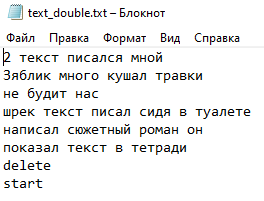 text_double.txt – Блокнот
Файл Правка Формат Вид Справка
2 текст писался мной
Зяблик много кушал травки
не будит нас
шрек текст писал сидя в туалете
написал сюжетный роман он
показал текст в тетради
delete
start